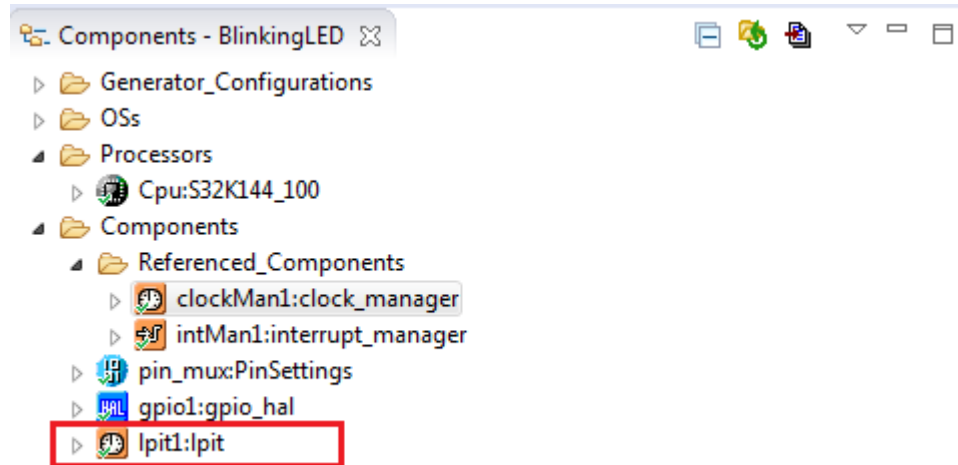 Components - BlinkingLED
Generator_Configurations
OSs
Processors
Cpu:S32K144_100
Components
Referenced_Components
clockMan1:clock_manager
intMan1:interrupt_manager
pin_mux:PinSettings
HAL gpio1:gpio_hal
lpit1:lpit